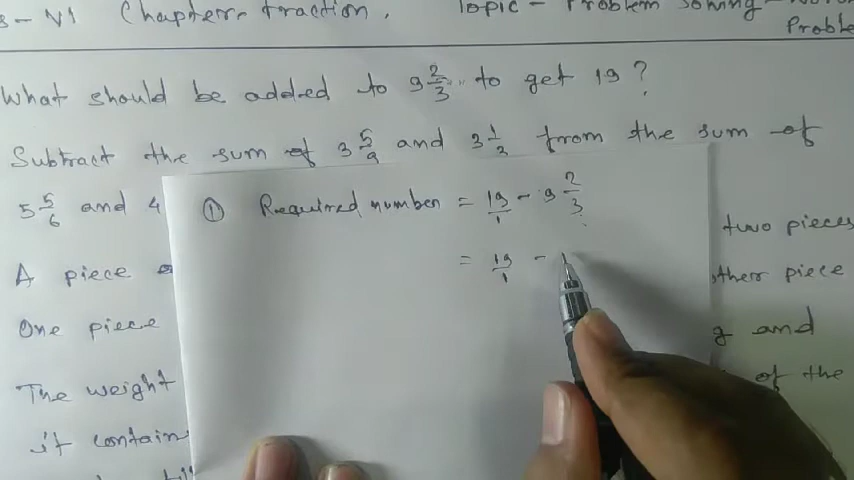 VI Chapter- Fraction. Topic - Problem Solving -
Proble
What should be added to 9 2/3 to get 19 ?
Subtract the sum of 3 5/9 and 3 1/3 from the sum of
5 5/6 and 4
two pieces
A piece
other piece
One piece
g and
The weight
of the
it contain
① Required number = 19/1 - 9 2/3
= 19/1 -